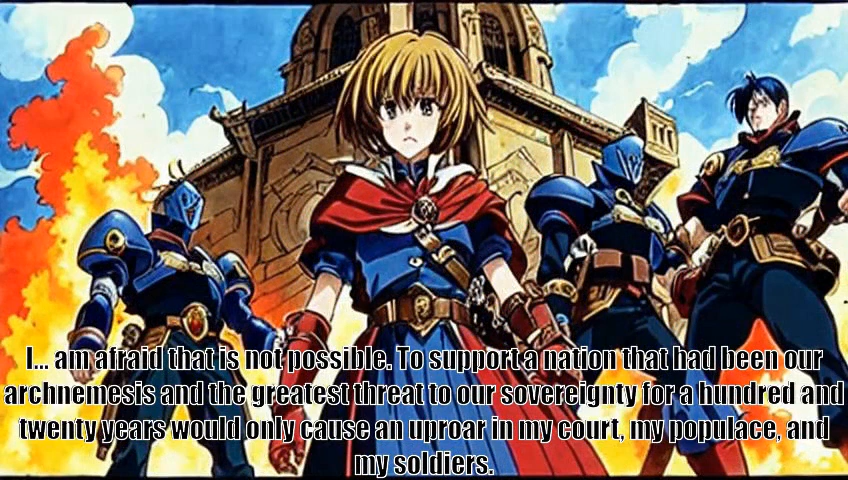 I... am afraid that is not possible. To support a nation that had been our
archnemesis and the greatest threat to our sovereignty for a hundred and
twenty years would only cause an uproar in my court, my populace, and
my soldiers.